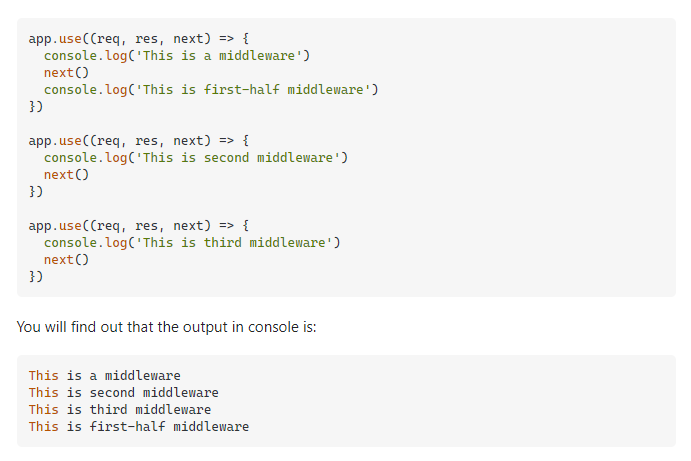 app.use((req, res, next) => {
  console.log('This is a middleware')
  next()
  console.log('This is first-half middleware')
})

app.use((req, res, next) => {
  console.log('This is second middleware')
  next()
})

app.use((req, res, next) => {
  console.log('This is third middleware')
  next()
})

You will find out that the output in console is:

This is a middleware
This is second middleware
This is third middleware
This is first-half middleware